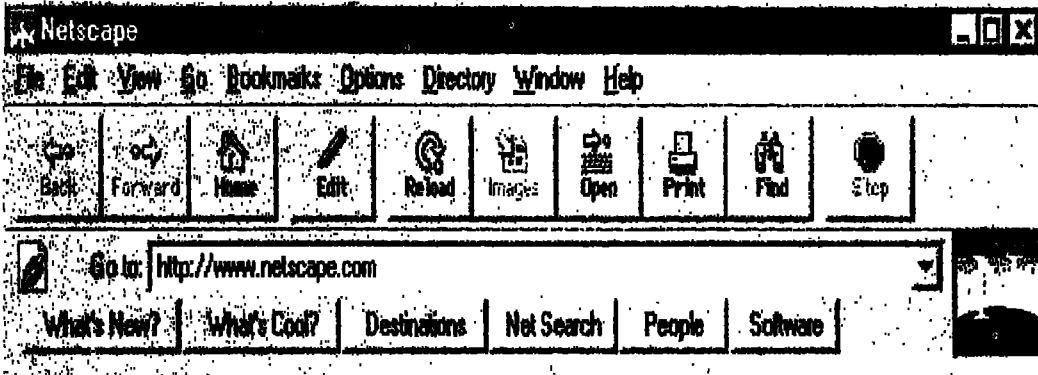 Netscape
File Edit View Go Bookmarks Options Directory Window Help
Back Forward Home Edit Reload Images Open Print Find Stop
Go to: http://www.netscape.com
What's New? What's Cool? Destinations Net Search People Software